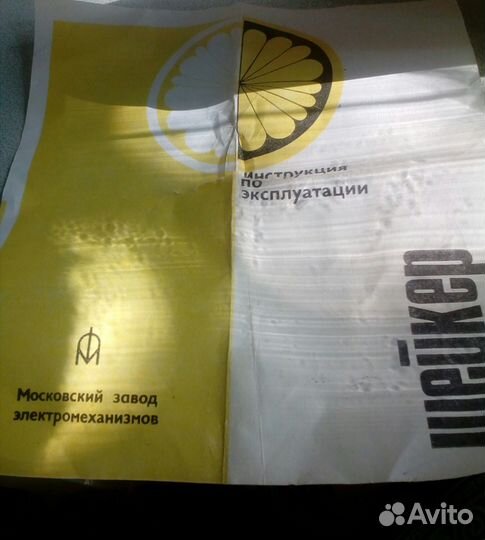 инструкция
по
эксплуатации
шейкер
Московский завод
электромеханизмов
Avito